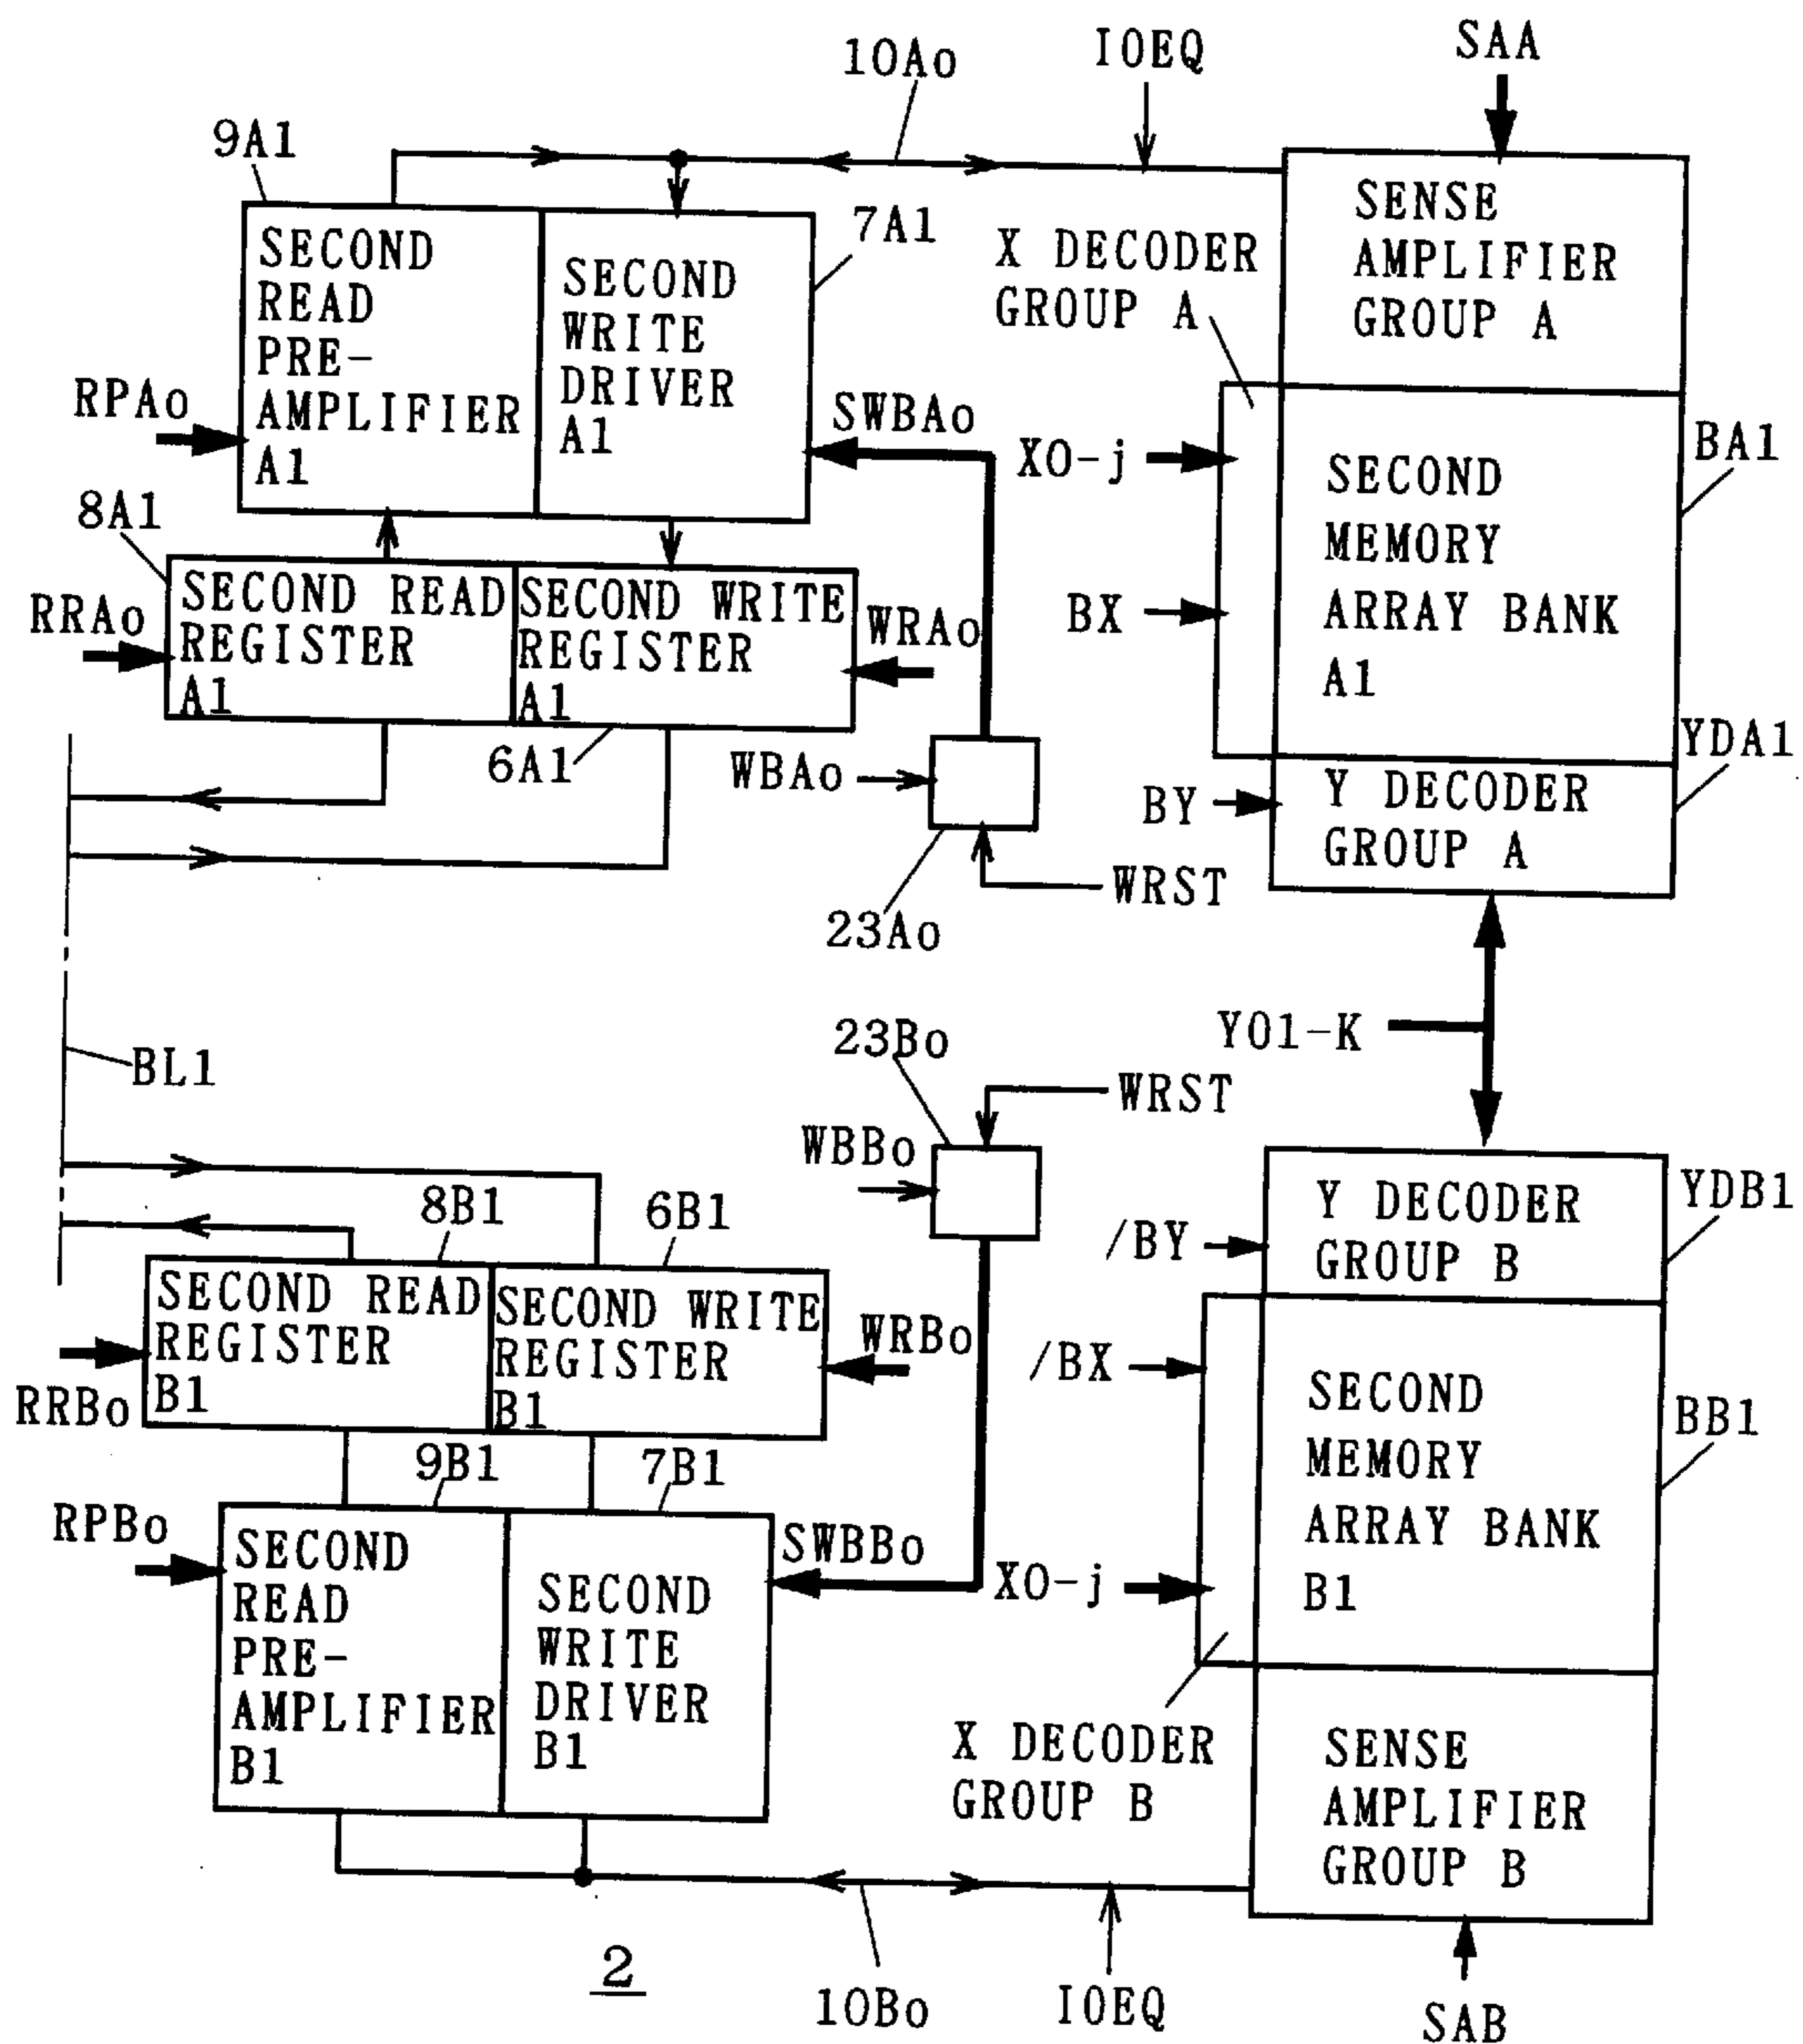 10Ao
IOEQ
SAA
9A1
SECOND
READ
PRE-
AMPLIFIER
A1
SECOND
WRITE
DRIVER
A1
7A1
X DECODER
GROUP A
SENSE
AMPLIFIER
GROUP A
RPAo
SWBAo
X0-j
BX
SECOND
MEMORY
ARRAY BANK
A1
BA1
8A1
RRAo
SECOND READ
REGISTER
A1
SECOND WRITE
REGISTER
A1
WRAo
6A1
WBAo
BY
Y DECODER
GROUP A
YDA1
WRST
23Ao
BL1
Y01-K
23Bo
WRST
WBBo
8B1
6B1
/BY
Y DECODER
GROUP B
YDB1
SECOND READ
REGISTER
B1
SECOND WRITE
REGISTER
B1
WRBo
RRBo
/BX
SECOND
MEMORY
ARRAY BANK
B1
BB1
9B1
7B1
RPBo
SECOND
READ
PRE-
AMPLIFIER
B1
SECOND
WRITE
DRIVER
B1
SWBBo
X0-j
X DECODER
GROUP B
SENSE
AMPLIFIER
GROUP B
2
10Bo
IOEQ
SAB